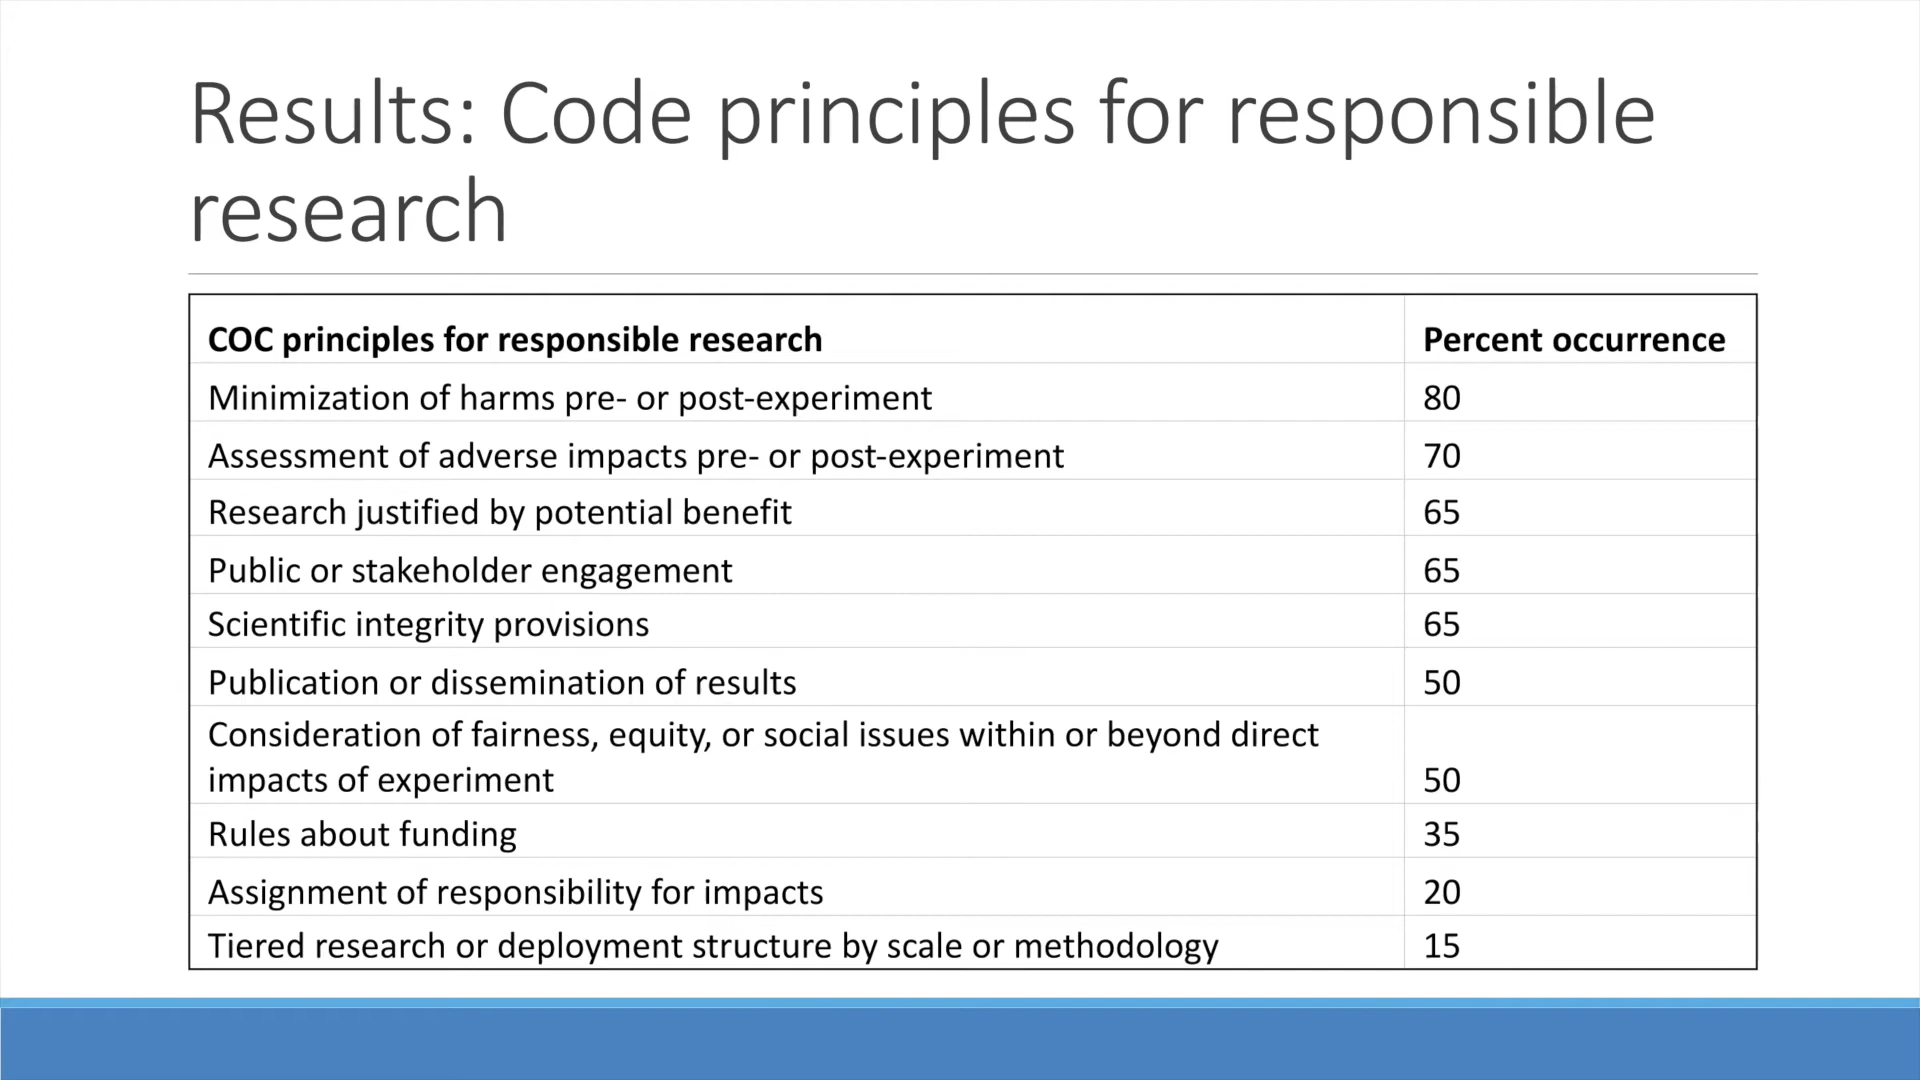 Results: Code principles for responsible
research
COC principles for responsible research Percent occurrence
Minimization of harms pre- or post-experiment 80
Assessment of adverse impacts pre- or post-experiment 70
Research justified by potential benefit 65
Public or stakeholder engagement 65
Scientific integrity provisions 65
Publication or dissemination of results 50
Consideration of fairness, equity, or social issues within or beyond direct
impacts of experiment 50
Rules about funding 35
Assignment of responsibility for impacts 20
Tiered research or deployment structure by scale or methodology 15